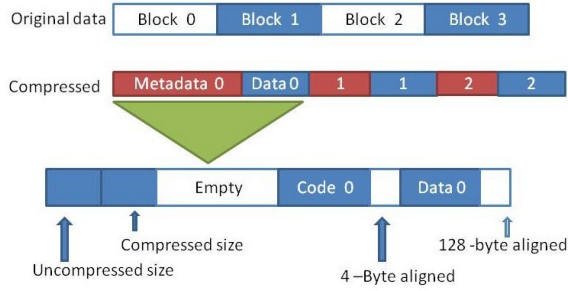 Original data Block 0 Block 1 Block 2 Block 3
Compressed Metadata 0 Data 0 1 1 2 2
Empty Code 0 Data 0
Compressed size 128 -byte aligned
Uncompressed size 4 –Byte aligned